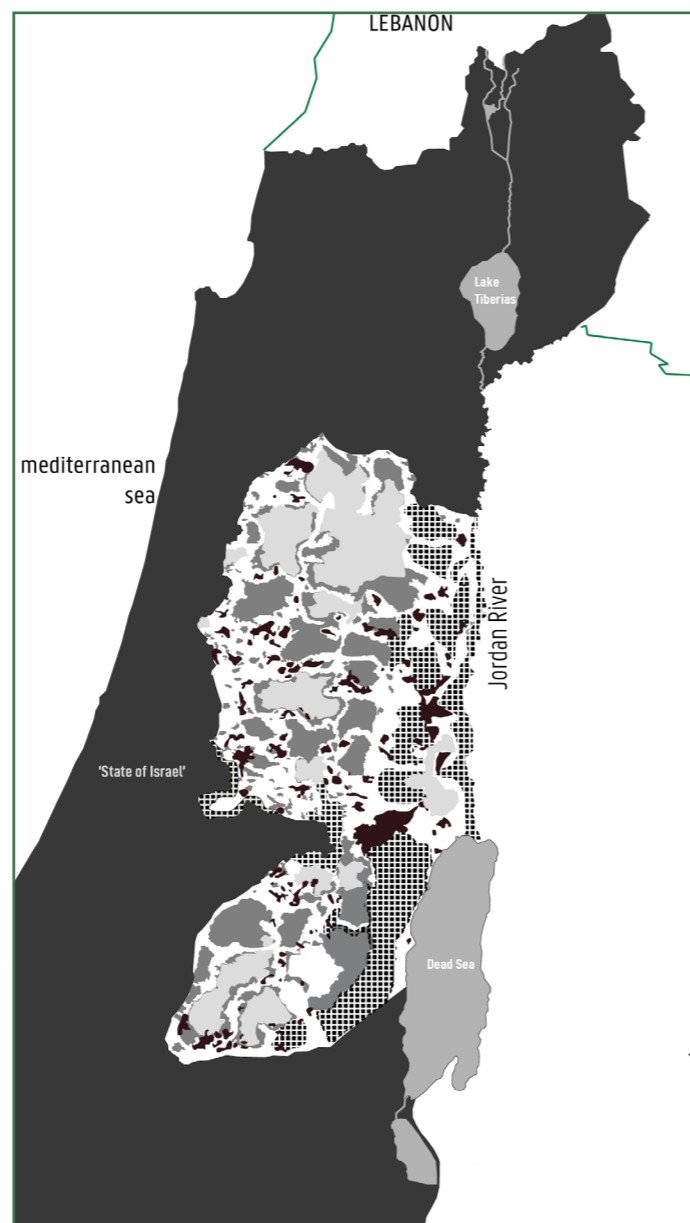 LEBANON
Lake
Tiberias
mediterranean
sea
Jordan River
'State of Israel'
Dead Sea